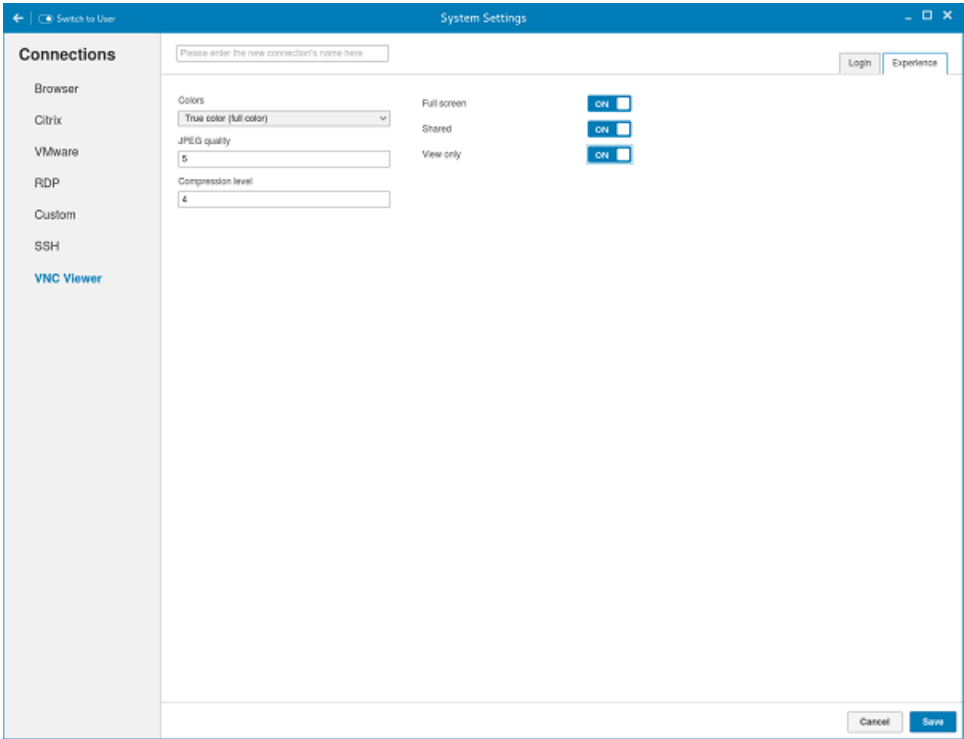 Switch to User
System Settings
Connections
Browser
Citrix
VMware
RDP
Custom
SSH
VNC Viewer
Please enter the new connection's name here
Login
Experience
Colors
True color (full color)
JPEG quality
5
Compression level
4
Full screen
ON
Shared
ON
View only
ON
Cancel
Save